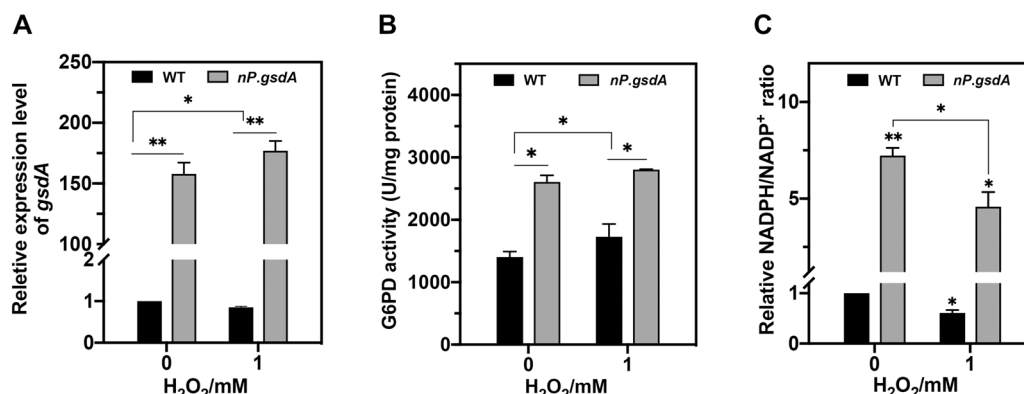 A
Reletive expression level
of gsdA
250
200
150
100
2
1
0
WT
nP.gsdA
*
**
**
0
1
H₂O₂/mM
B
G6PD activity (U/mg protein)
4000
3000
2000
1000
0
WT
nP.gsdA
*
*
*
0
1
H₂O₂/mM
C
Relative NADPH/NADP⁺ ratio
10
5
1
0
WT
nP.gsdA
*
**
*
*
0
1
H₂O₂/mM